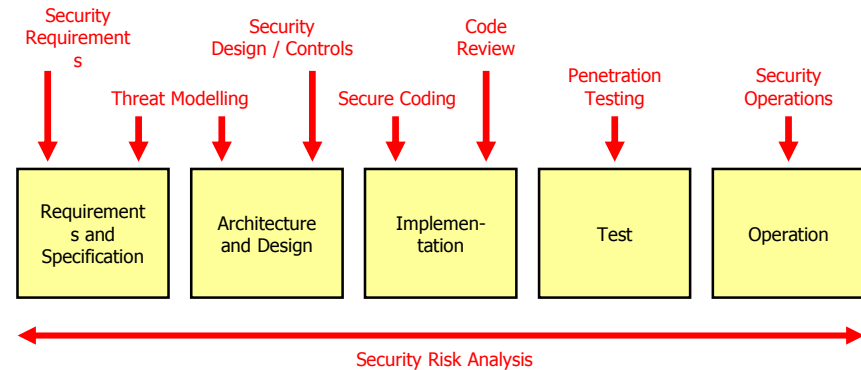 Security
Requirement
s
Threat Modelling
Security
Design / Controls
Secure Coding
Code
Review
Penetration
Testing
Security
Operations
Requirement
s and
Specification
Architecture
and Design
Implemen-
tation
Test
Operation
Security Risk Analysis